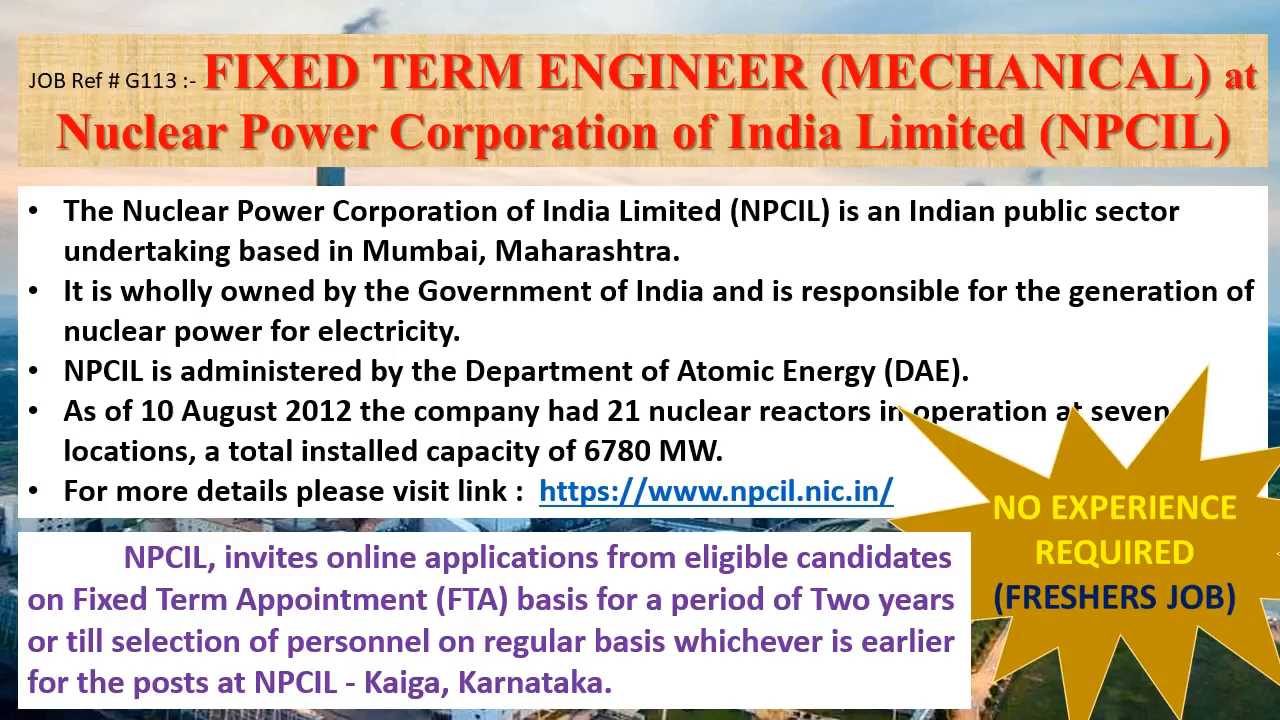 JOB Ref # G113 :- FIXED TERM ENGINEER (MECHANICAL) at
Nuclear Power Corporation of India Limited (NPCIL)
• The Nuclear Power Corporation of India Limited (NPCIL) is an Indian public sector
undertaking based in Mumbai, Maharashtra.
• It is wholly owned by the Government of India and is responsible for the generation of
nuclear power for electricity.
• NPCIL is administered by the Department of Atomic Energy (DAE).
• As of 10 August 2012 the company had 21 nuclear reactors in operation at seven
locations, a total installed capacity of 6780 MW.
• For more details please visit link : https://www.npcil.nic.in/
NO EXPERIENCE
REQUIRED
(FRESHERS JOB)
NPCIL, invites online applications from eligible candidates
on Fixed Term Appointment (FTA) basis for a period of Two years
or till selection of personnel on regular basis whichever is earlier
for the posts at NPCIL - Kaiga, Karnataka.